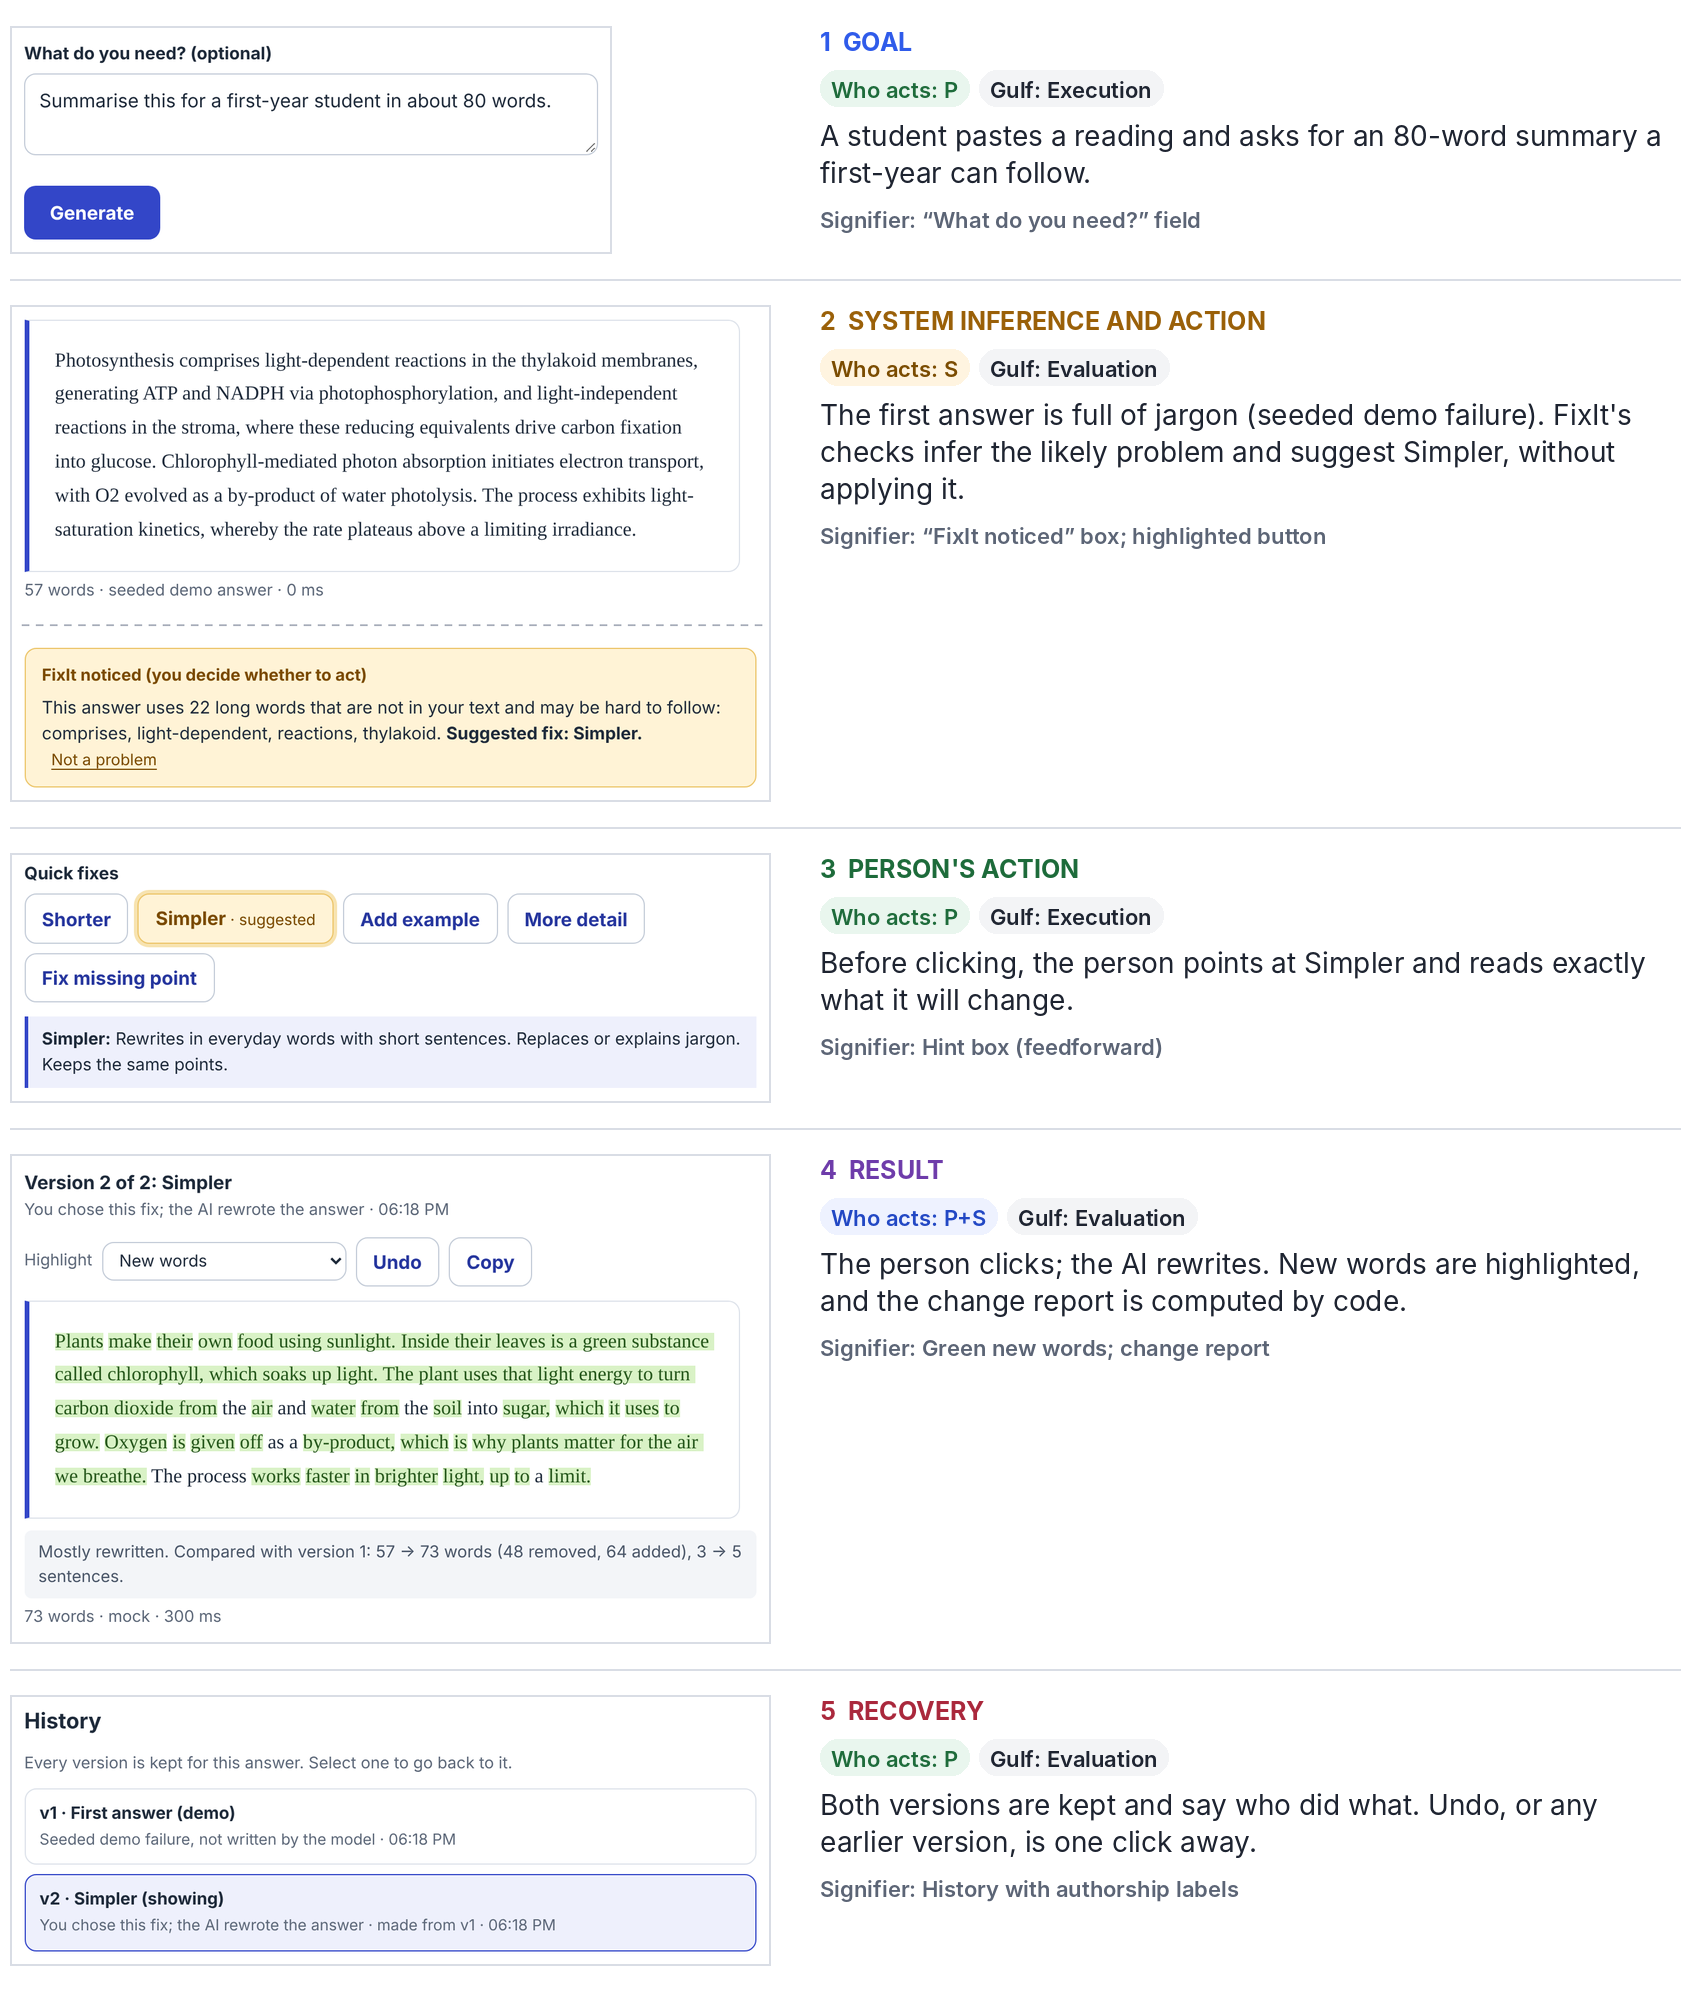 What do you need? (optional)
Summarise this for a first-year student in about 80 words.
Generate
1 GOAL
Who acts: P
Gulf: Execution
A student pastes a reading and asks for an 80-word summary a
first-year can follow.
Signifier: “What do you need?” field
Photosynthesis comprises light-dependent reactions in the thylakoid membranes,
generating ATP and NADPH via photophosphorylation, and light-independent
reactions in the stroma, where these reducing equivalents drive carbon fixation
into glucose. Chlorophyll-mediated photon absorption initiates electron transport,
with O2 evolved as a by-product of water photolysis. The process exhibits light-
saturation kinetics, whereby the rate plateaus above a limiting irradiance.
57 words · seeded demo answer · 0 ms
FixIt noticed (you decide whether to act)
This answer uses 22 long words that are not in your text and may be hard to follow:
comprises, light-dependent, reactions, thylakoid. Suggested fix: Simpler.
Not a problem
2 SYSTEM INFERENCE AND ACTION
Who acts: S
Gulf: Evaluation
The first answer is full of jargon (seeded demo failure). FixIt's
checks infer the likely problem and suggest Simpler, without
applying it.
Signifier: “FixIt noticed” box; highlighted button
Quick fixes
Shorter
Simpler · suggested
Add example
More detail
Fix missing point
Simpler: Rewrites in everyday words with short sentences. Replaces or explains jargon.
Keeps the same points.
3 PERSON'S ACTION
Who acts: P
Gulf: Execution
Before clicking, the person points at Simpler and reads exactly
what it will change.
Signifier: Hint box (feedforward)
Version 2 of 2: Simpler
You chose this fix; the AI rewrote the answer · 06:18 PM
Highlight
New words
Undo
Copy
Plants make their own food using sunlight. Inside their leaves is a green substance
called chlorophyll, which soaks up light. The plant uses that light energy to turn
carbon dioxide from the air and water from the soil into sugar, which it uses to
grow. Oxygen is given off as a by-product, which is why plants matter for the air
we breathe. The process works faster in brighter light, up to a limit.
Mostly rewritten. Compared with version 1: 57 → 73 words (48 removed, 64 added), 3 → 5
sentences.
73 words · mock · 300 ms
4 RESULT
Who acts: P+S
Gulf: Evaluation
The person clicks; the AI rewrites. New words are highlighted,
and the change report is computed by code.
Signifier: Green new words; change report
History
Every version is kept for this answer. Select one to go back to it.
v1 · First answer (demo)
Seeded demo failure, not written by the model · 06:18 PM
v2 · Simpler (showing)
You chose this fix; the AI rewrote the answer · made from v1 · 06:18 PM
5 RECOVERY
Who acts: P
Gulf: Evaluation
Both versions are kept and say who did what. Undo, or any
earlier version, is one click away.
Signifier: History with authorship labels